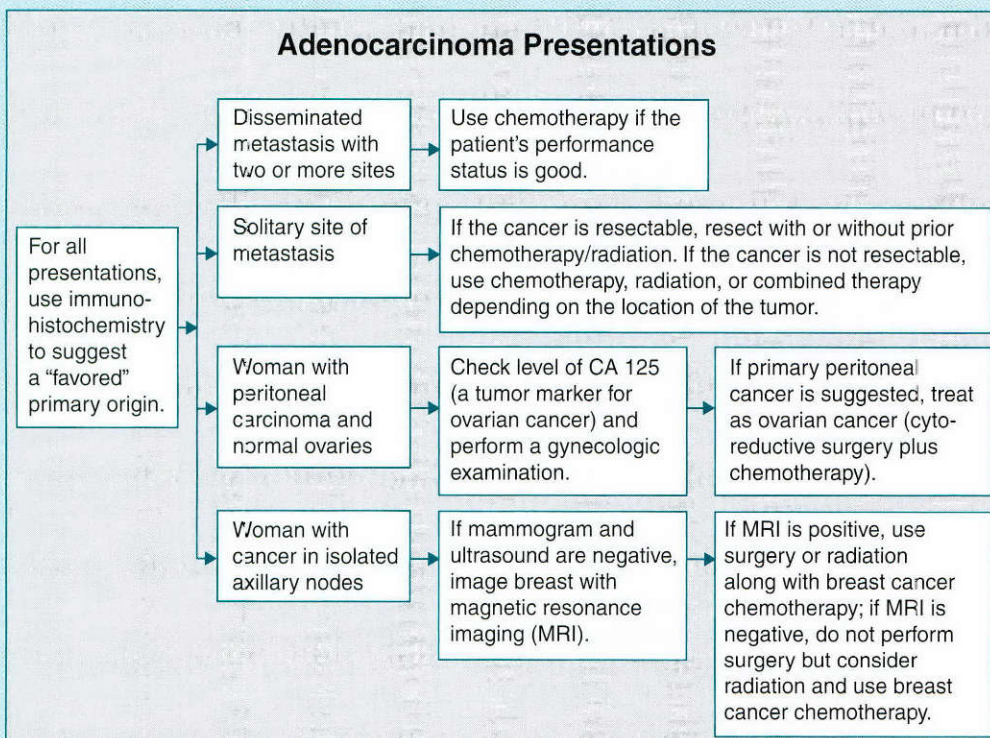 Adenocarcinoma Presentations
For all
presentations,
use immuno-
histochemistry
to suggest
a “favored”
primary origin.
Disseminated
metastasis with
two or more sites
Use chemotherapy if the
patient’s performance
status is good.
Solitary site of
metastasis
If the cancer is resectable, resect with or without prior
chemotherapy/radiation. If the cancer is not resectable,
use chemotherapy, radiation, or combined therapy
depending on the location of the tumor.
Woman with
peritoneal
carcinoma and
normal ovaries
Check level of CA 125
(a tumor marker for
ovarian cancer) and
perform a gynecologic
examination.
If primary peritoneal
cancer is suggested, treat
as ovarian cancer (cyto-
reductive surgery plus
chemotherapy).
Woman with
cancer in isolated
axillary nodes
If mammogram and
ultrasound are negative,
image breast with
magnetic resonance
imaging (MRI).
If MRI is positive, use
surgery or radiation
along with breast cancer
chemotherapy; if MRI is
negative, do not perform
surgery but consider
radiation and use breast
cancer chemotherapy.